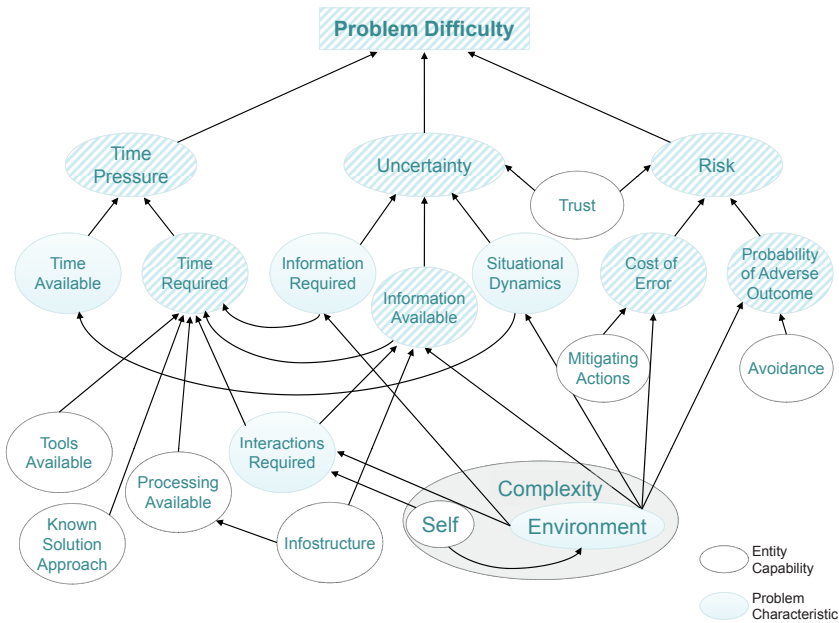 Problem Difficulty
Time
Pressure
Uncertainty
Risk
Trust
Time
Available
Time
Required
Information
Required
Information
Available
Situational
Dynamics
Cost of
Error
Probability
of Adverse
Outcome
Mitigating
Actions
Avoidance
Tools
Available
Interactions
Required
Processing
Available
Known
Solution
Approach
Infostructure
Complexity
Self
Environment
Entity
Capability
Problem
Characteristic